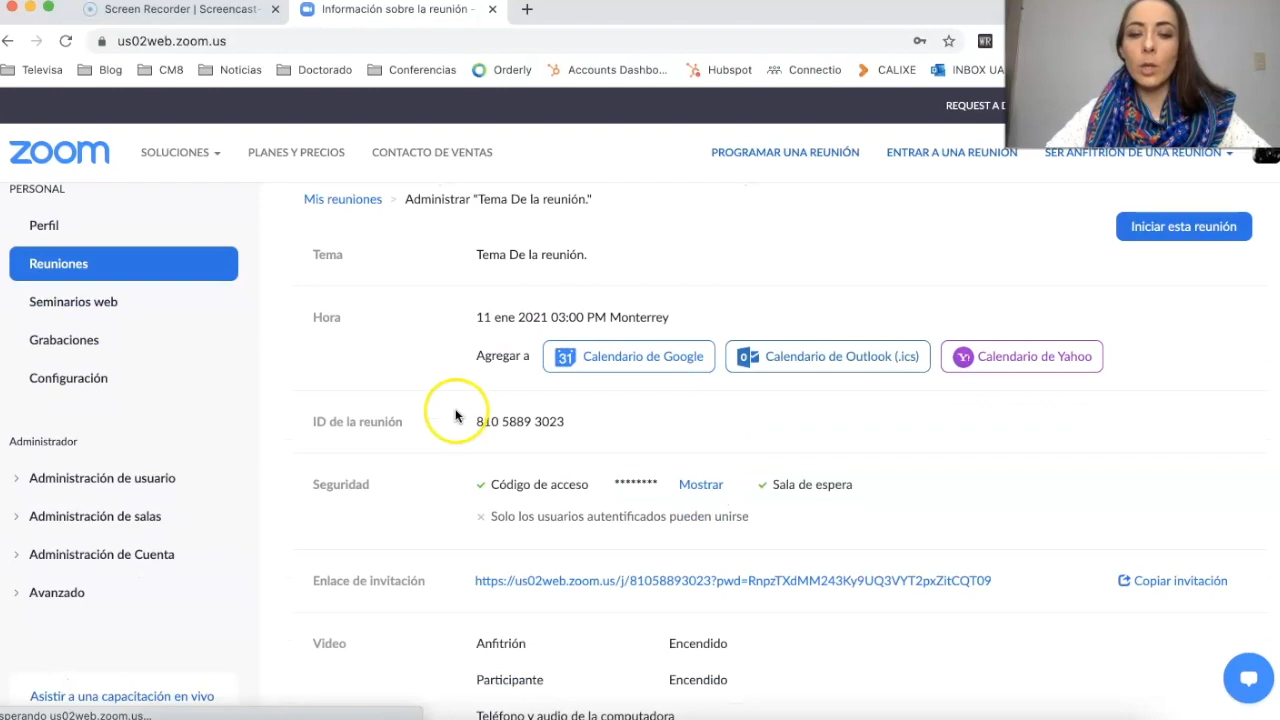 Screen Recorder | Screencast-
Información sobre la reunión -
us02web.zoom.us
WR
Televisa
Blog
CM8
Noticias
Doctorado
Conferencias
Orderly
Accounts Dashbo...
Hubspot
Connectio
CALIXE
INBOX UA
REQUEST A D
zoom
SOLUCIONES
PLANES Y PRECIOS
CONTACTO DE VENTAS
PROGRAMAR UNA REUNIÓN
ENTRAR A UNA REUNIÓN
SER ANFITRIÓN DE UNA REUNIÓN
PERSONAL
Perfil
Reuniones
Seminarios web
Grabaciones
Configuración
Administrador
Administración de usuario
Administración de salas
Administración de Cuenta
Avanzado
Asistir a una capacitación en vivo
sperando us02web.zoom.us...
Mis reuniones > Administrar "Tema De la reunión."
Iniciar esta reunión
Tema Tema De la reunión.
Hora 11 ene 2021 03:00 PM Monterrey
Agregar a 31 Calendario de Google Calendario de Outlook (.ics) Calendario de Yahoo
ID de la reunión 810 5889 3023
Seguridad Código de acceso ******** Mostrar Sala de espera
Solo los usuarios autentificados pueden unirse
Enlace de invitación https://us02web.zoom.us/j/81058893023?pwd=RnpzTXdMM243Ky9UQ3VYT2pxZitCQT09 Copiar invitación
Video Anfitrión Encendido
Participante Encendido
Teléfono y audio de la computadora